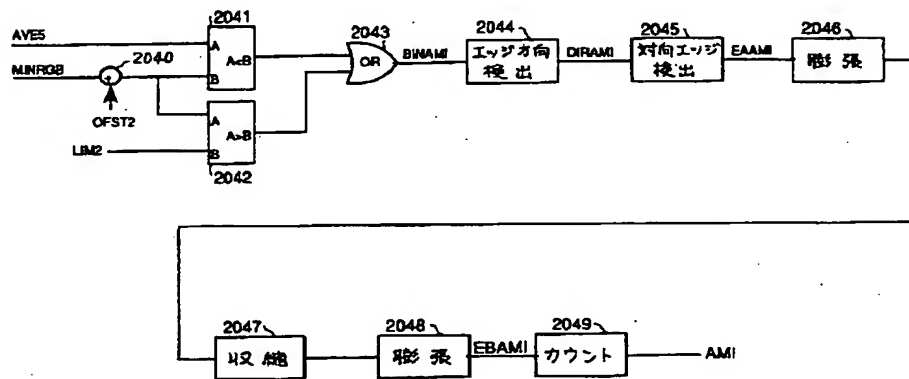 2041
AVE5
A
2040
MINRGB
B
A<B
OFST2
A
A>B
LIM2
B
2042
2043
OR
BINAMI
2044
エッジ方向
検出
DIRAMI
2045
対向エッジ
検出
EAAMI
2046
膨張
2047
収縮
2048
膨張
EBAMI
2049
カウント
AMI